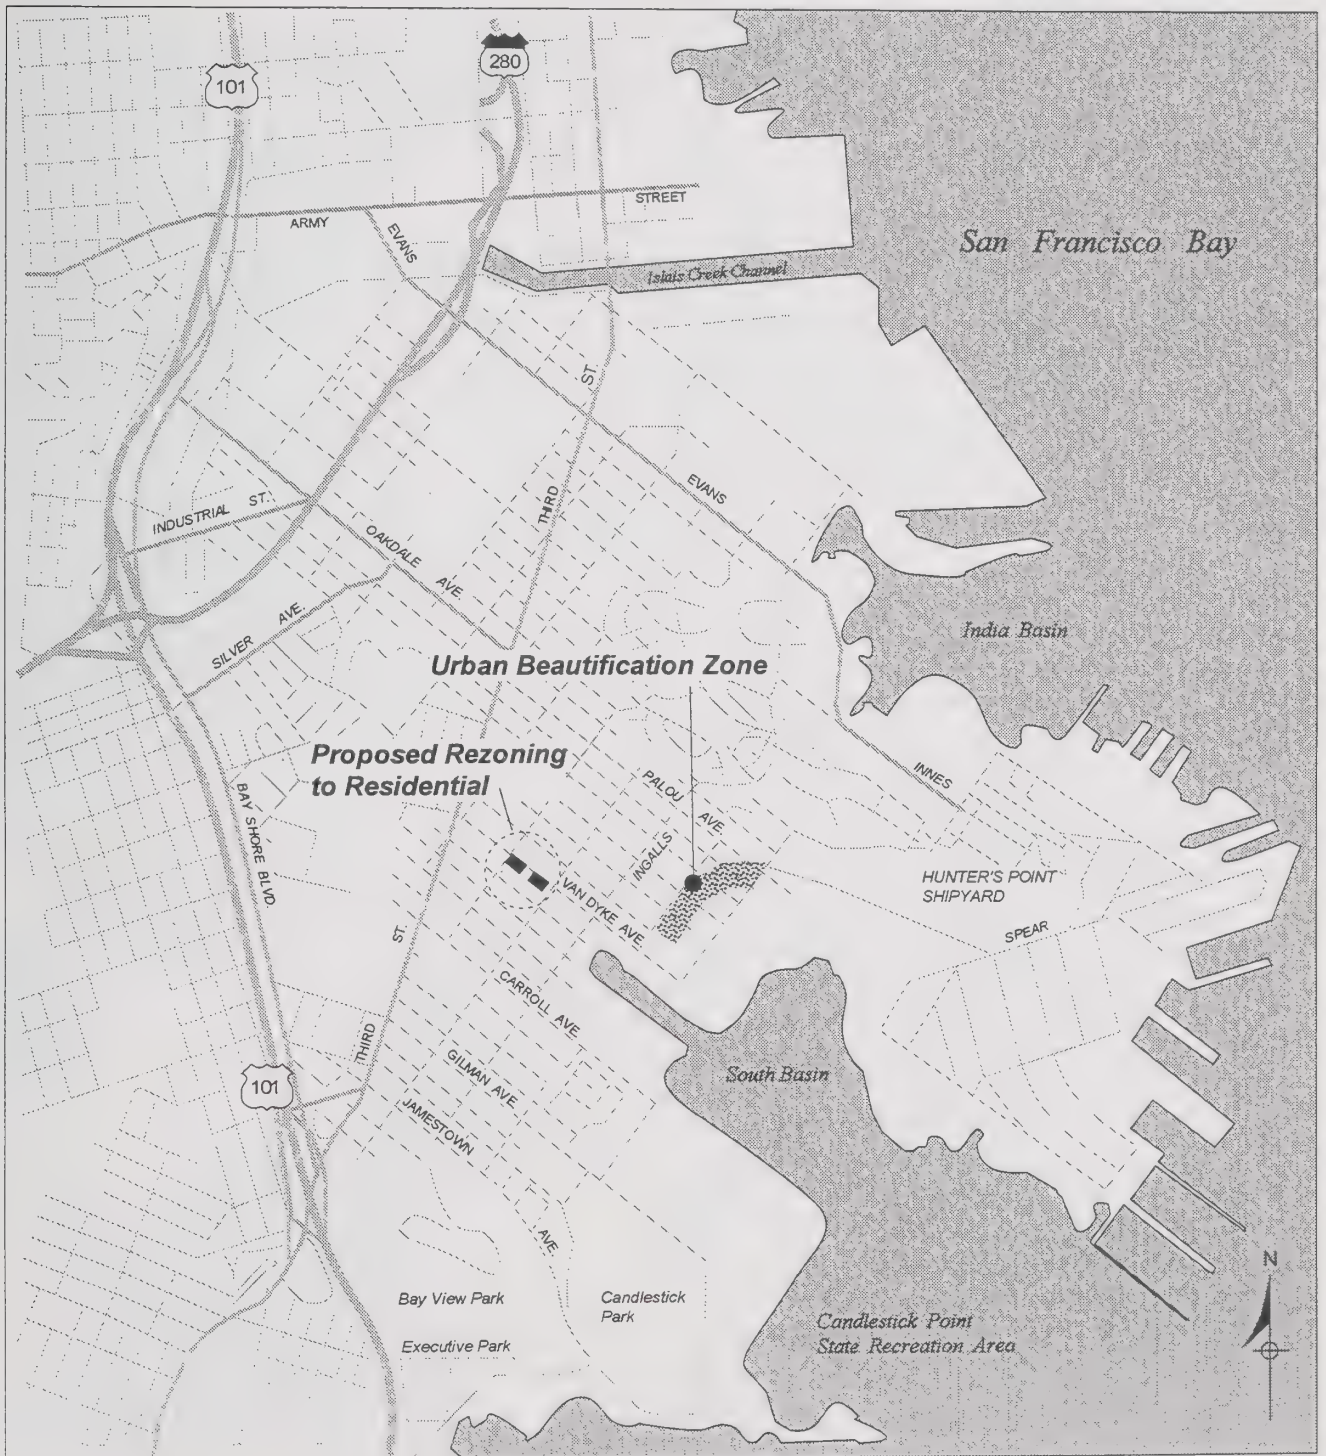 101
280
STREET
ARMY
EVANS
San Francisco Bay
Islais Creek Channel
ST.
EVANS
THIRD
INDUSTRIAL ST.
OAKDALE AVE.
SILVER AVE.
India Basin
Urban Beautification Zone
Proposed Rezoning
to Residential
INNES
PALOU AVE.
BAY SHORE BLVD.
INGALLS
HUNTER'S POINT
SHIPYARD
VAN DYKE AVE
SPEAR
ST.
CARROLL AVE.
THIRD
GILMAN AVE.
South Basin
101
JAMESTOWN
AVE.
N
Bay View Park
Candlestick
Park
Executive Park
Candlestick Point
State Recreation Area